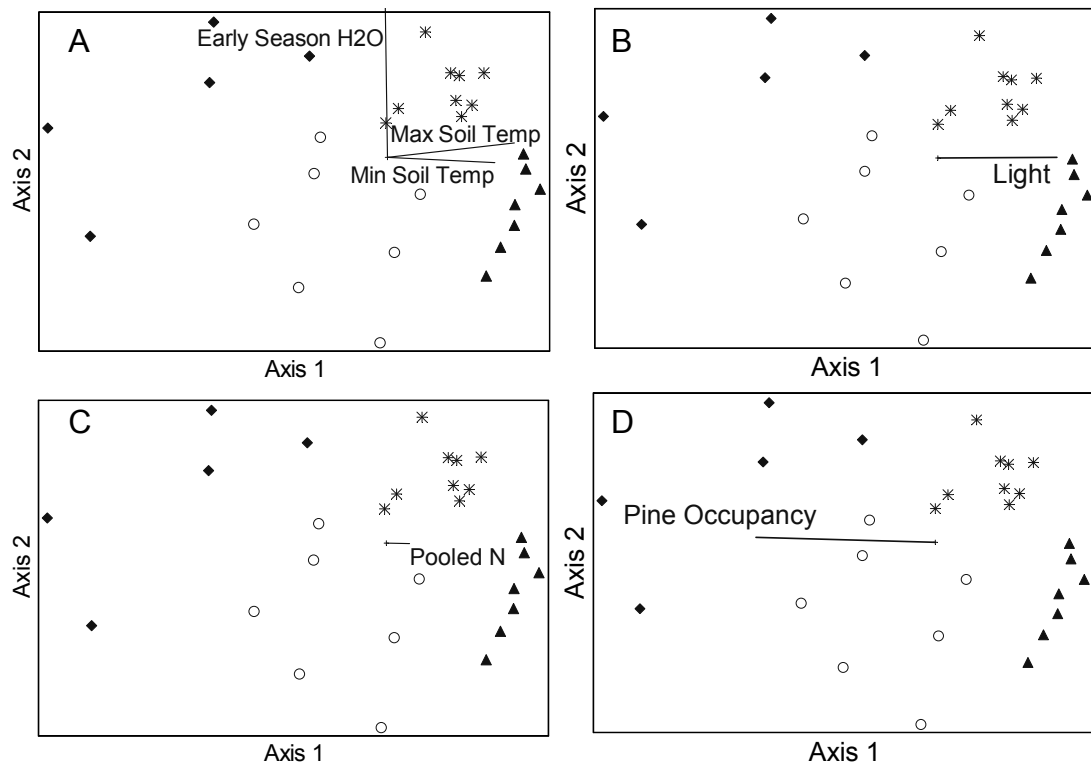 A
Early Season H2O
Max Soil Temp
Min Soil Temp
Axis 2
Axis 1
B
Light
Axis 2
Axis 1
C
Pooled N
Axis 2
Axis 1
D
Pine Occupancy
Axis 2
Axis 1